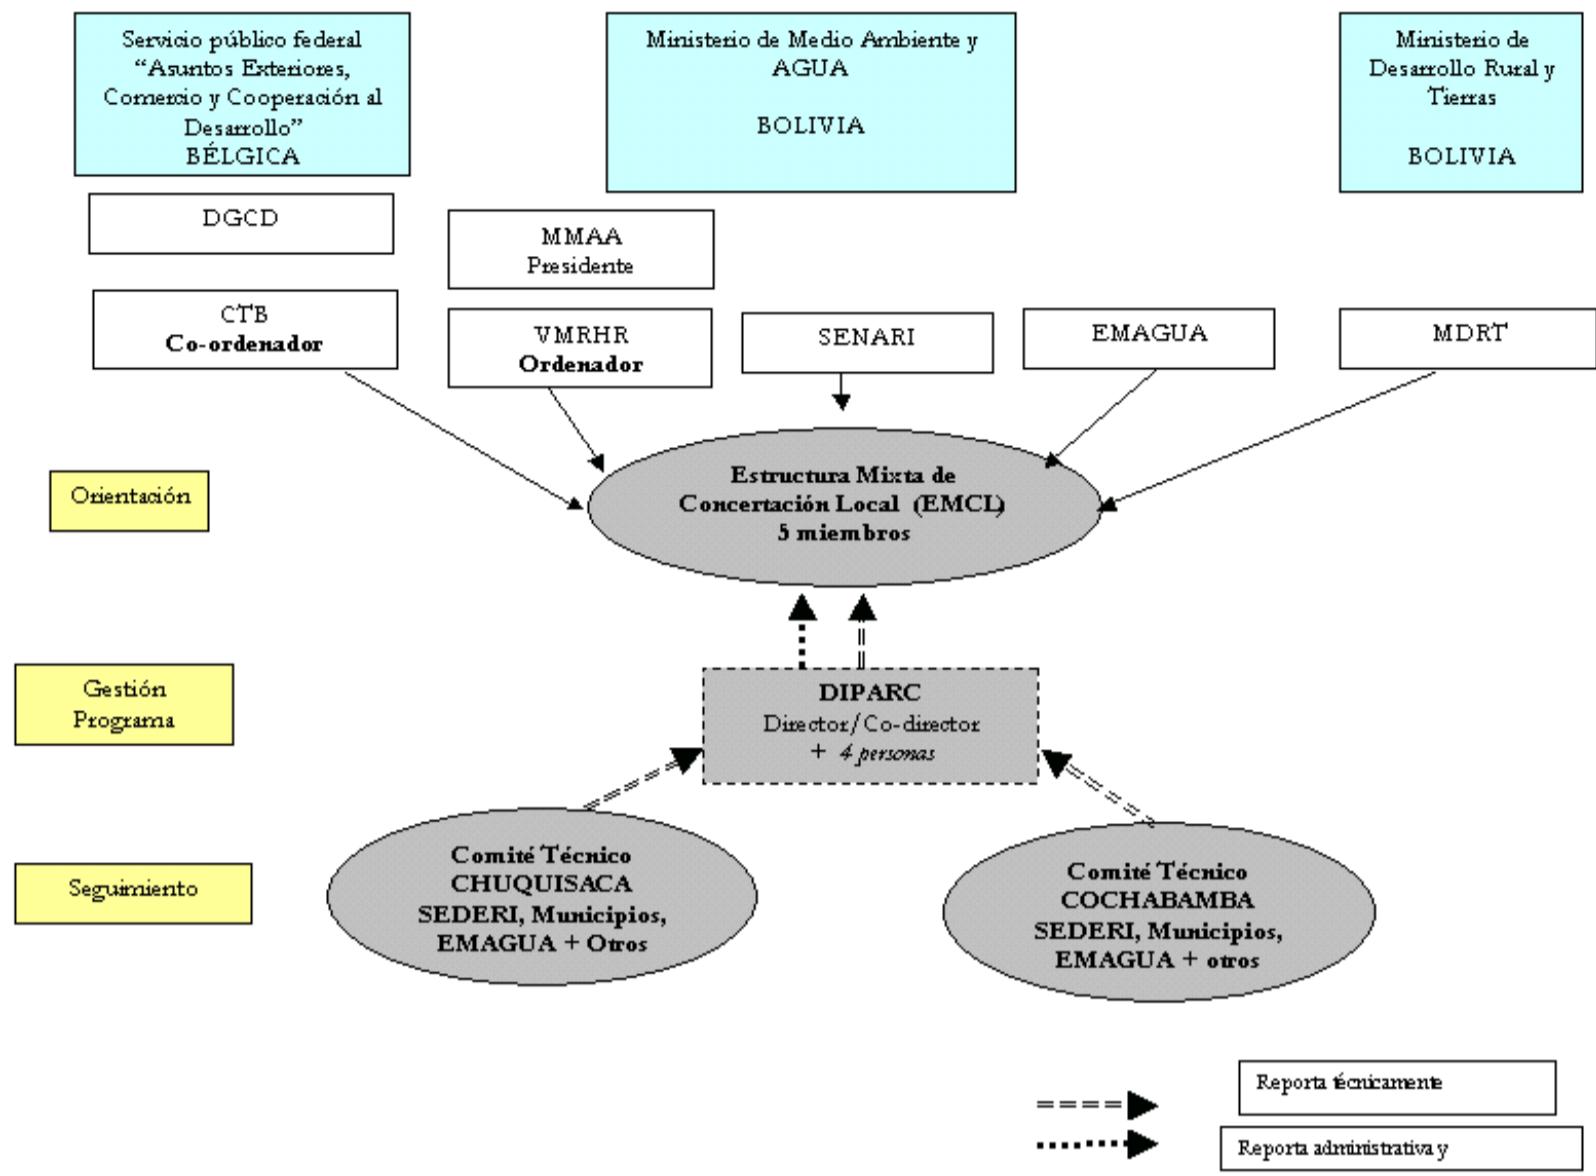 Servicio público federal
“Asuntos Exteriores,
Comercio y Cooperación al
Desarrollo”
BÉLGICA
Ministerio de Medio Ambiente y
AGUA
BOLIVIA
Ministerio de
Desarrollo Rural y
Tierras
BOLIVIA
DGCD
MMAA
Presidente
CTB
Co-ordenador
VMRHR
Ordenador
SENARI
EMAGUA
MDRT
Orientación
Estructura Mixta de
Concertación Local (EMCL)
5 miembros
Gestión
Programa
DIPARC
Director/Co-director
+ 4 personas
Seguimiento
Comité Técnico
CHUQUISACA
SEDERI, Municipios,
EMAGUA + Otros
Comité Técnico
COCHABAMBA
SEDERI, Municipios,
EMAGUA + otros
Reporta técnicamente
Reporta administrativa y